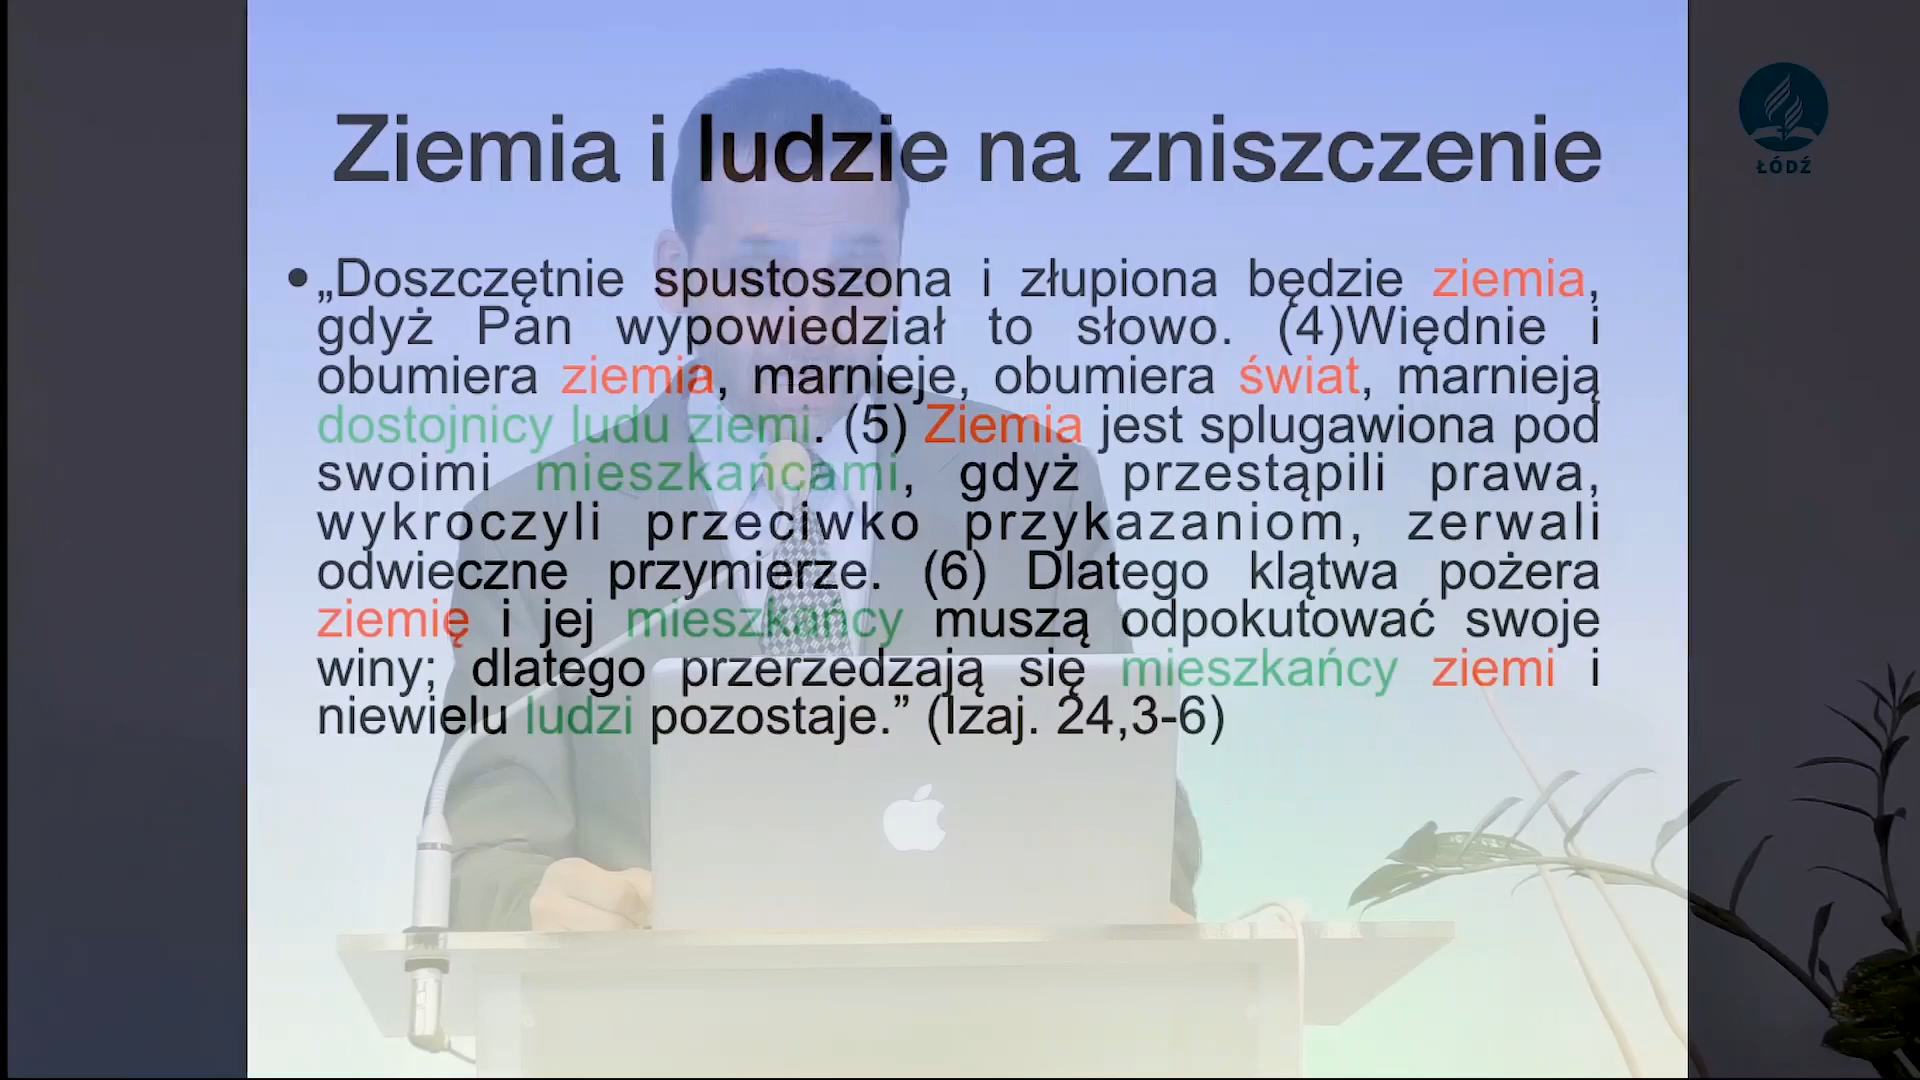 Ziemia i ludzie na zniszczenie
ŁÓDŹ
• „Doszczętnie spustoszona i złupiona będzie ziemia,
gdyż Pan wypowiedział to słowo. (4)Więdnie i
obumiera ziemia, marnieje, obumiera świat, marnieją
dostojnicy ludu ziemi. (5) Ziemia jest splugawiona pod
swoimi mieszkańcami, gdyż przestąpili prawa,
wykroczyli przeciwko przykazaniom, zerwali
odwieczne przymierze. (6) Dlatego klątwa pożera
ziemię i jej mieszkańcy muszą odpokutować swoje
winy; dlatego przerzedzają się mieszkańcy ziemi i
niewielu ludzi pozostaje.” (Izaj. 24,3-6)